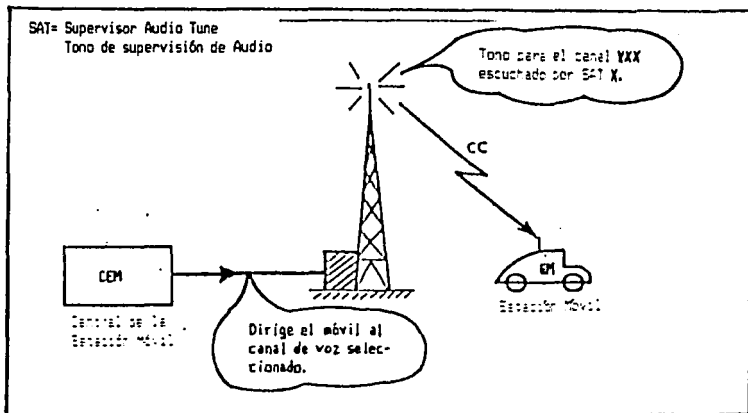 SAT= Supervisor Audio Tune
Tono de supervisión de Audio
Tono para el canal YXX
escuchado por SAT X.
CC
CEM
EM
Central de la
Estación Móvil
Estación Móvil
Dirige el móvil al
canal de voz selec-
cionado.